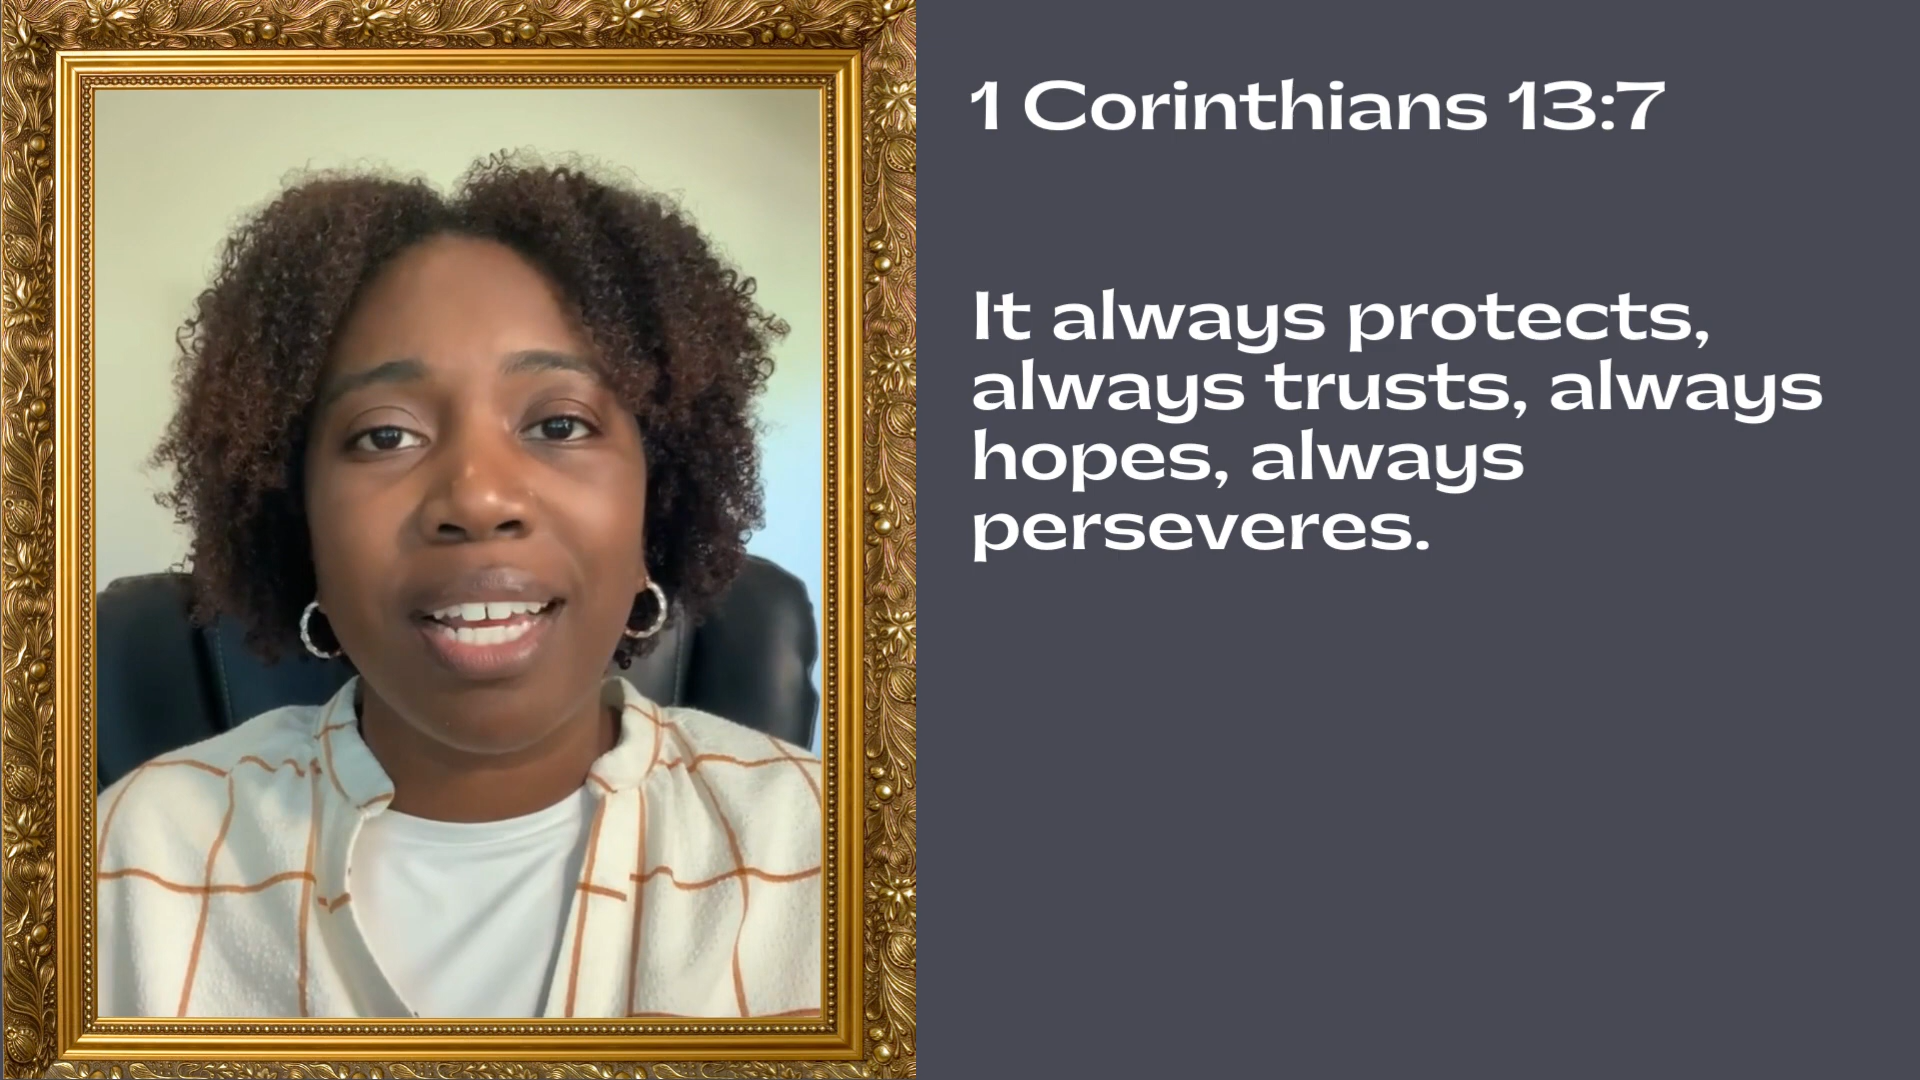 1 Corinthians 13:7
It always protects,
always trusts, always
hopes, always
perseveres.